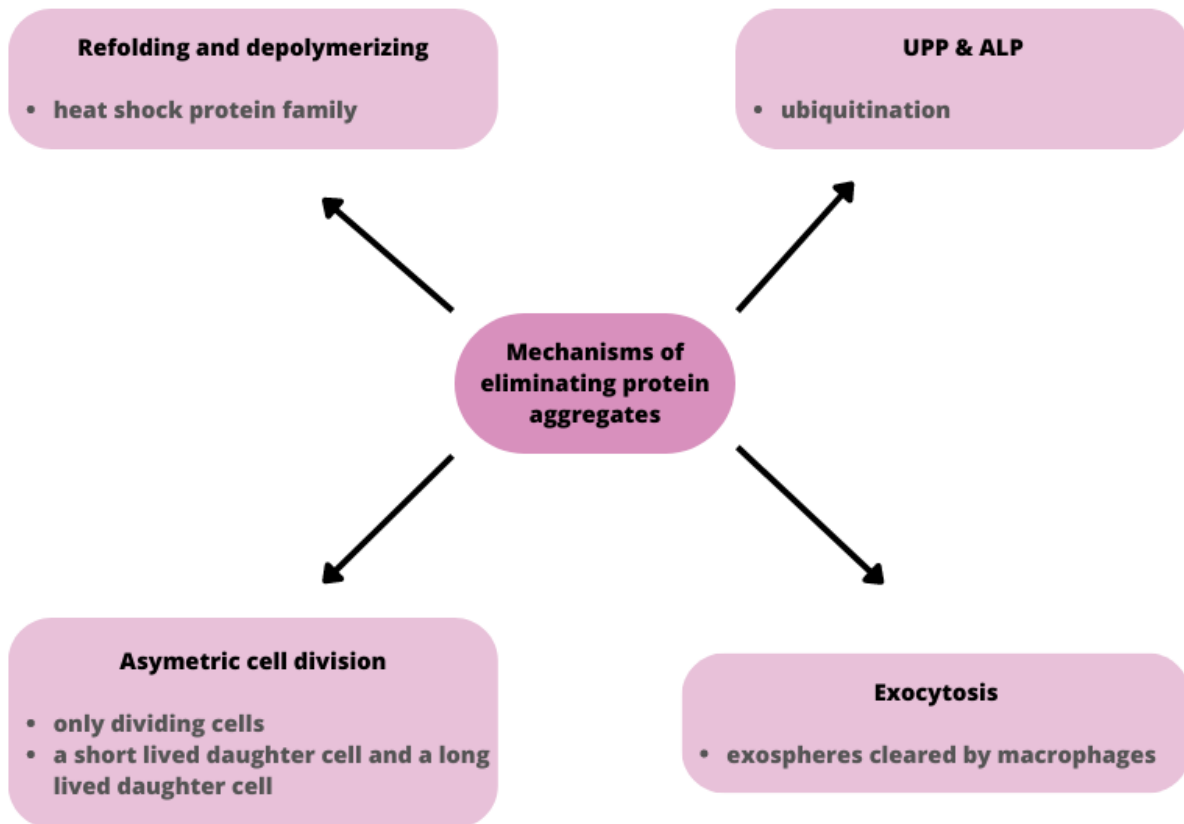 Refolding and depolymerizing
• heat shock protein family
UPP & ALP
• ubiquitination
Mechanisms of
eliminating protein
aggregates
Asymetric cell division
• only dividing cells
• a short lived daughter cell and a long
lived daughter cell
Exocytosis
• exospheres cleared by macrophages